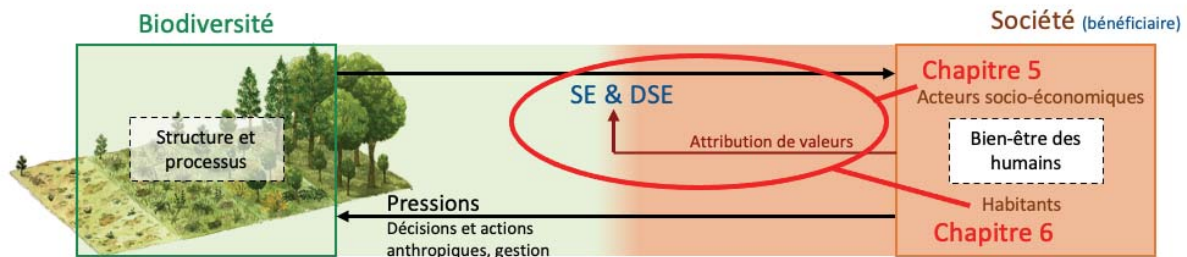 Biodiversité
Société (bénéficiaire)
Structure et
processus
SE & DSE
Attribution de valeurs
Pressions
Décisions et actions
anthropiques, gestion
Chapitre 5
Acteurs socio-économiques
Bien-être des
humains
Habitants
Chapitre 6